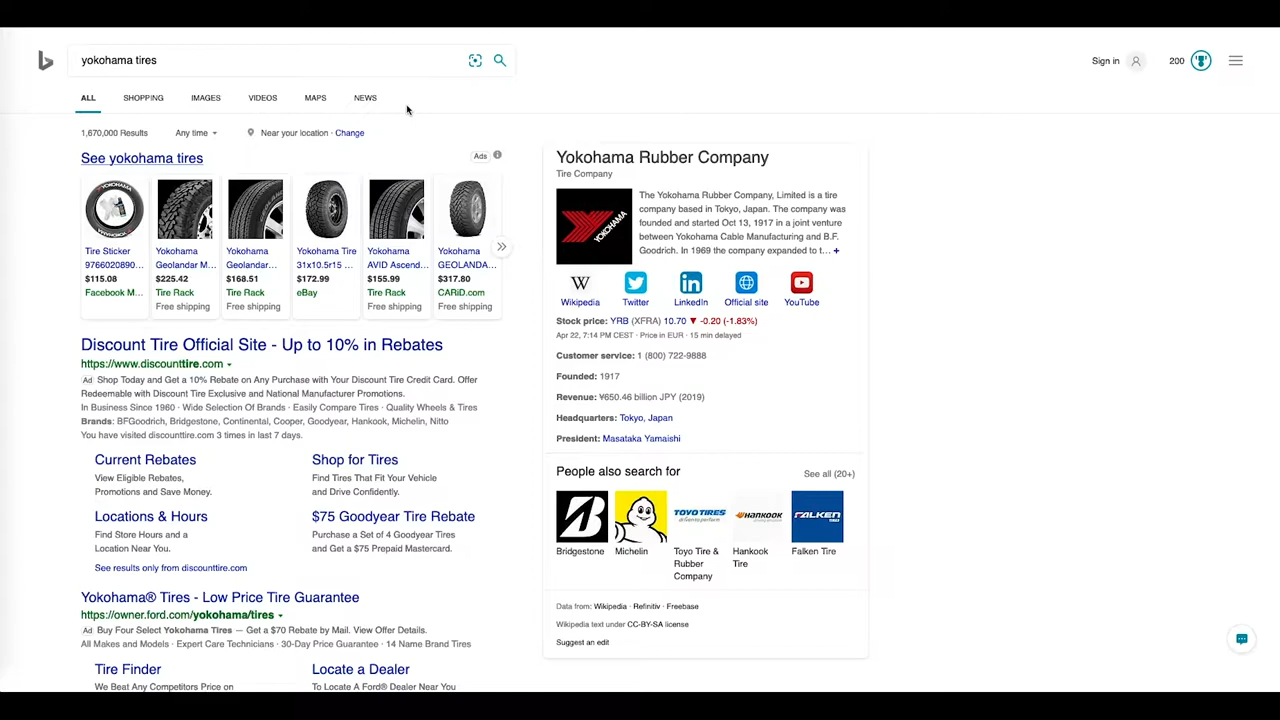 yokohama tires
Sign in
200
ALL
SHOPPING
IMAGES
VIDEOS
MAPS
NEWS
1,670,000 Results
Any time
Near your location · Change
See yokohama tires
Ads
Tire Sticker
9766020890...
$115.08
Facebook M...
Yokohama
Geolandar M...
$225.42
Tire Rack
Free shipping
Yokohama
Geolandar...
$168.51
Tire Rack
Free shipping
Yokohama Tire
31x10.5r15 ...
$172.99
eBay
Yokohama
AVID Ascend...
$155.99
Tire Rack
Free shipping
Yokohama
GEOLANDA...
$317.80
CARiD.com
Free shipping
Discount Tire Official Site - Up to 10% in Rebates
https://www.discounttire.com
Ad Shop Today and Get a 10% Rebate on Any Purchase with Your Discount Tire Credit Card. Offer
Redeemable with Discount Tire Exclusive and National Manufacturer Promotions.
In Business Since 1960 · Wide Selection Of Brands · Easily Compare Tires · Quality Wheels & Tires
Brands: BFGoodrich, Bridgestone, Continental, Cooper, Goodyear, Hankook, Michelin, Nitto
You have visited discounttire.com 3 times in last 7 days.
Current Rebates
View Eligible Rebates,
Promotions and Save Money.
Shop for Tires
Find Tires That Fit Your Vehicle
and Drive Confidently.
Locations & Hours
Find Store Hours and a
Location Near You.
$75 Goodyear Tire Rebate
Purchase a Set of 4 Goodyear Tires
and Get a $75 Prepaid Mastercard.
See results only from discounttire.com
Yokohama® Tires - Low Price Tire Guarantee
https://owner.ford.com/yokohama/tires
Ad Buy Four Select Yokohama Tires — Get a $70 Rebate by Mail. View Offer Details.
All Makes and Models · Expert Care Technicians · 30-Day Price Guarantee · 14 Name Brand Tires
Tire Finder
We Beat Any Competitors Price on
Locate a Dealer
To Locate A Ford® Dealer Near You
Yokohama Rubber Company
Tire Company
YOKOHAMA
The Yokohama Rubber Company, Limited is a tire
company based in Tokyo, Japan. The company was
founded and started Oct 13, 1917 in a joint venture
between Yokohama Cable Manufacturing and B.F.
Goodrich. In 1969 the company expanded to t... +
Wikipedia
Twitter
LinkedIn
Official site
YouTube
Stock price: YRB (XFRA) 10.70 ▼ -0.20 (-1.83%)
Apr 22, 7:14 PM CEST · Price in EUR · 15 min delayed
Customer service: 1 (800) 722-9888
Founded: 1917
Revenue: ¥650.46 billion JPY (2019)
Headquarters: Tokyo, Japan
President: Masataka Yamaishi
People also search for
See all (20+)
TOYO TIRES
HANKOOK
FALKEN
Bridgestone
Michelin
Toyo Tire &
Rubber
Company
Hankook
Tire
Falken Tire
Data from: Wikipedia · Refinitiv · Freebase
Wikipedia text under CC-BY-SA license
Suggest an edit